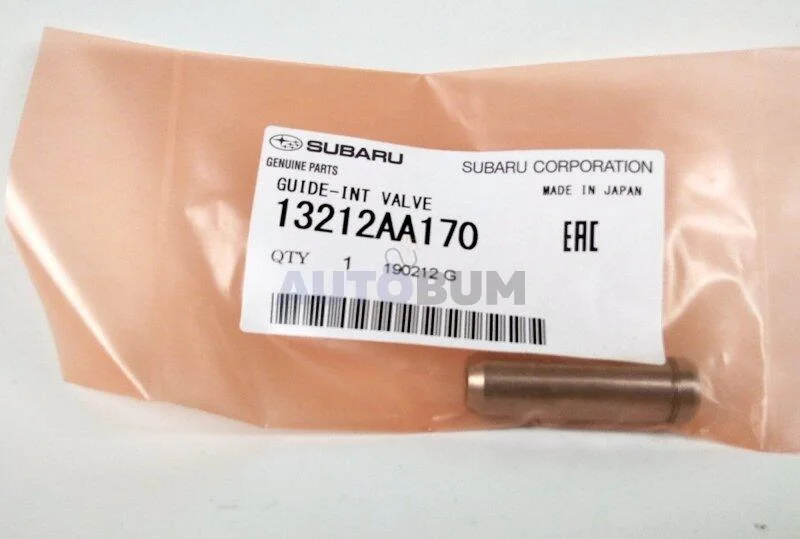 SUBARU
SUBARU CORPORATION
GENUINE PARTS
MADE IN JAPAN
GUIDE-INT VALVE
13212AA170
EAC
QTY 1 190212 G
AUTOBUM